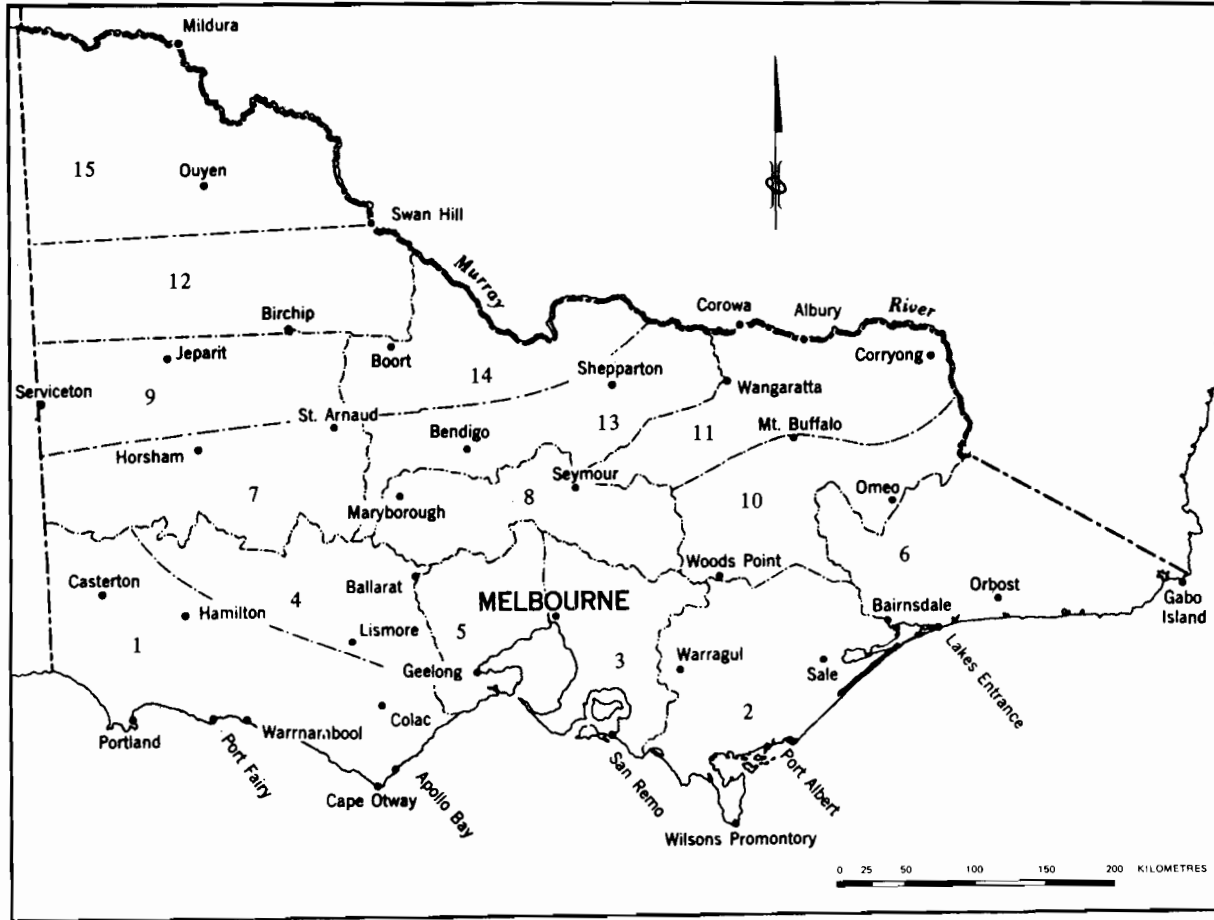 Mildura
15
Ouyen
Swan Hill
12
Murray
River
Corowa
Albury
Birchip
Jeparit
Boort
Corryong
Shepparton
14
Wangaratta
Serviceton
9
St. Arnaud
Bendigo
13
11
Mt. Buffalo
Horsham
Seymour
7
Maryborough
8
10
Omeo
6
Woods Point
Casterton
Ballarat
MELBOURNE
Orbost
Gabo
Island
Hamilton
4
Bairnsdale
Lismore
5
1
Geelong
3
Warragul
Sale
Lakes Entrance
2
Colac
Portland
Port Fairy
Warrnambool
San Remo
Port Albert
Cape Otway
Apollo Bay
Wilsons Promontory
0 25 50 100 150 200 KILOMETRES